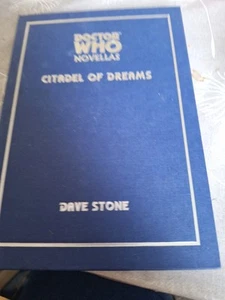 DOCTOR
WHO
NOVELLAS
CITADEL OF DREAMS
DAVE STONE